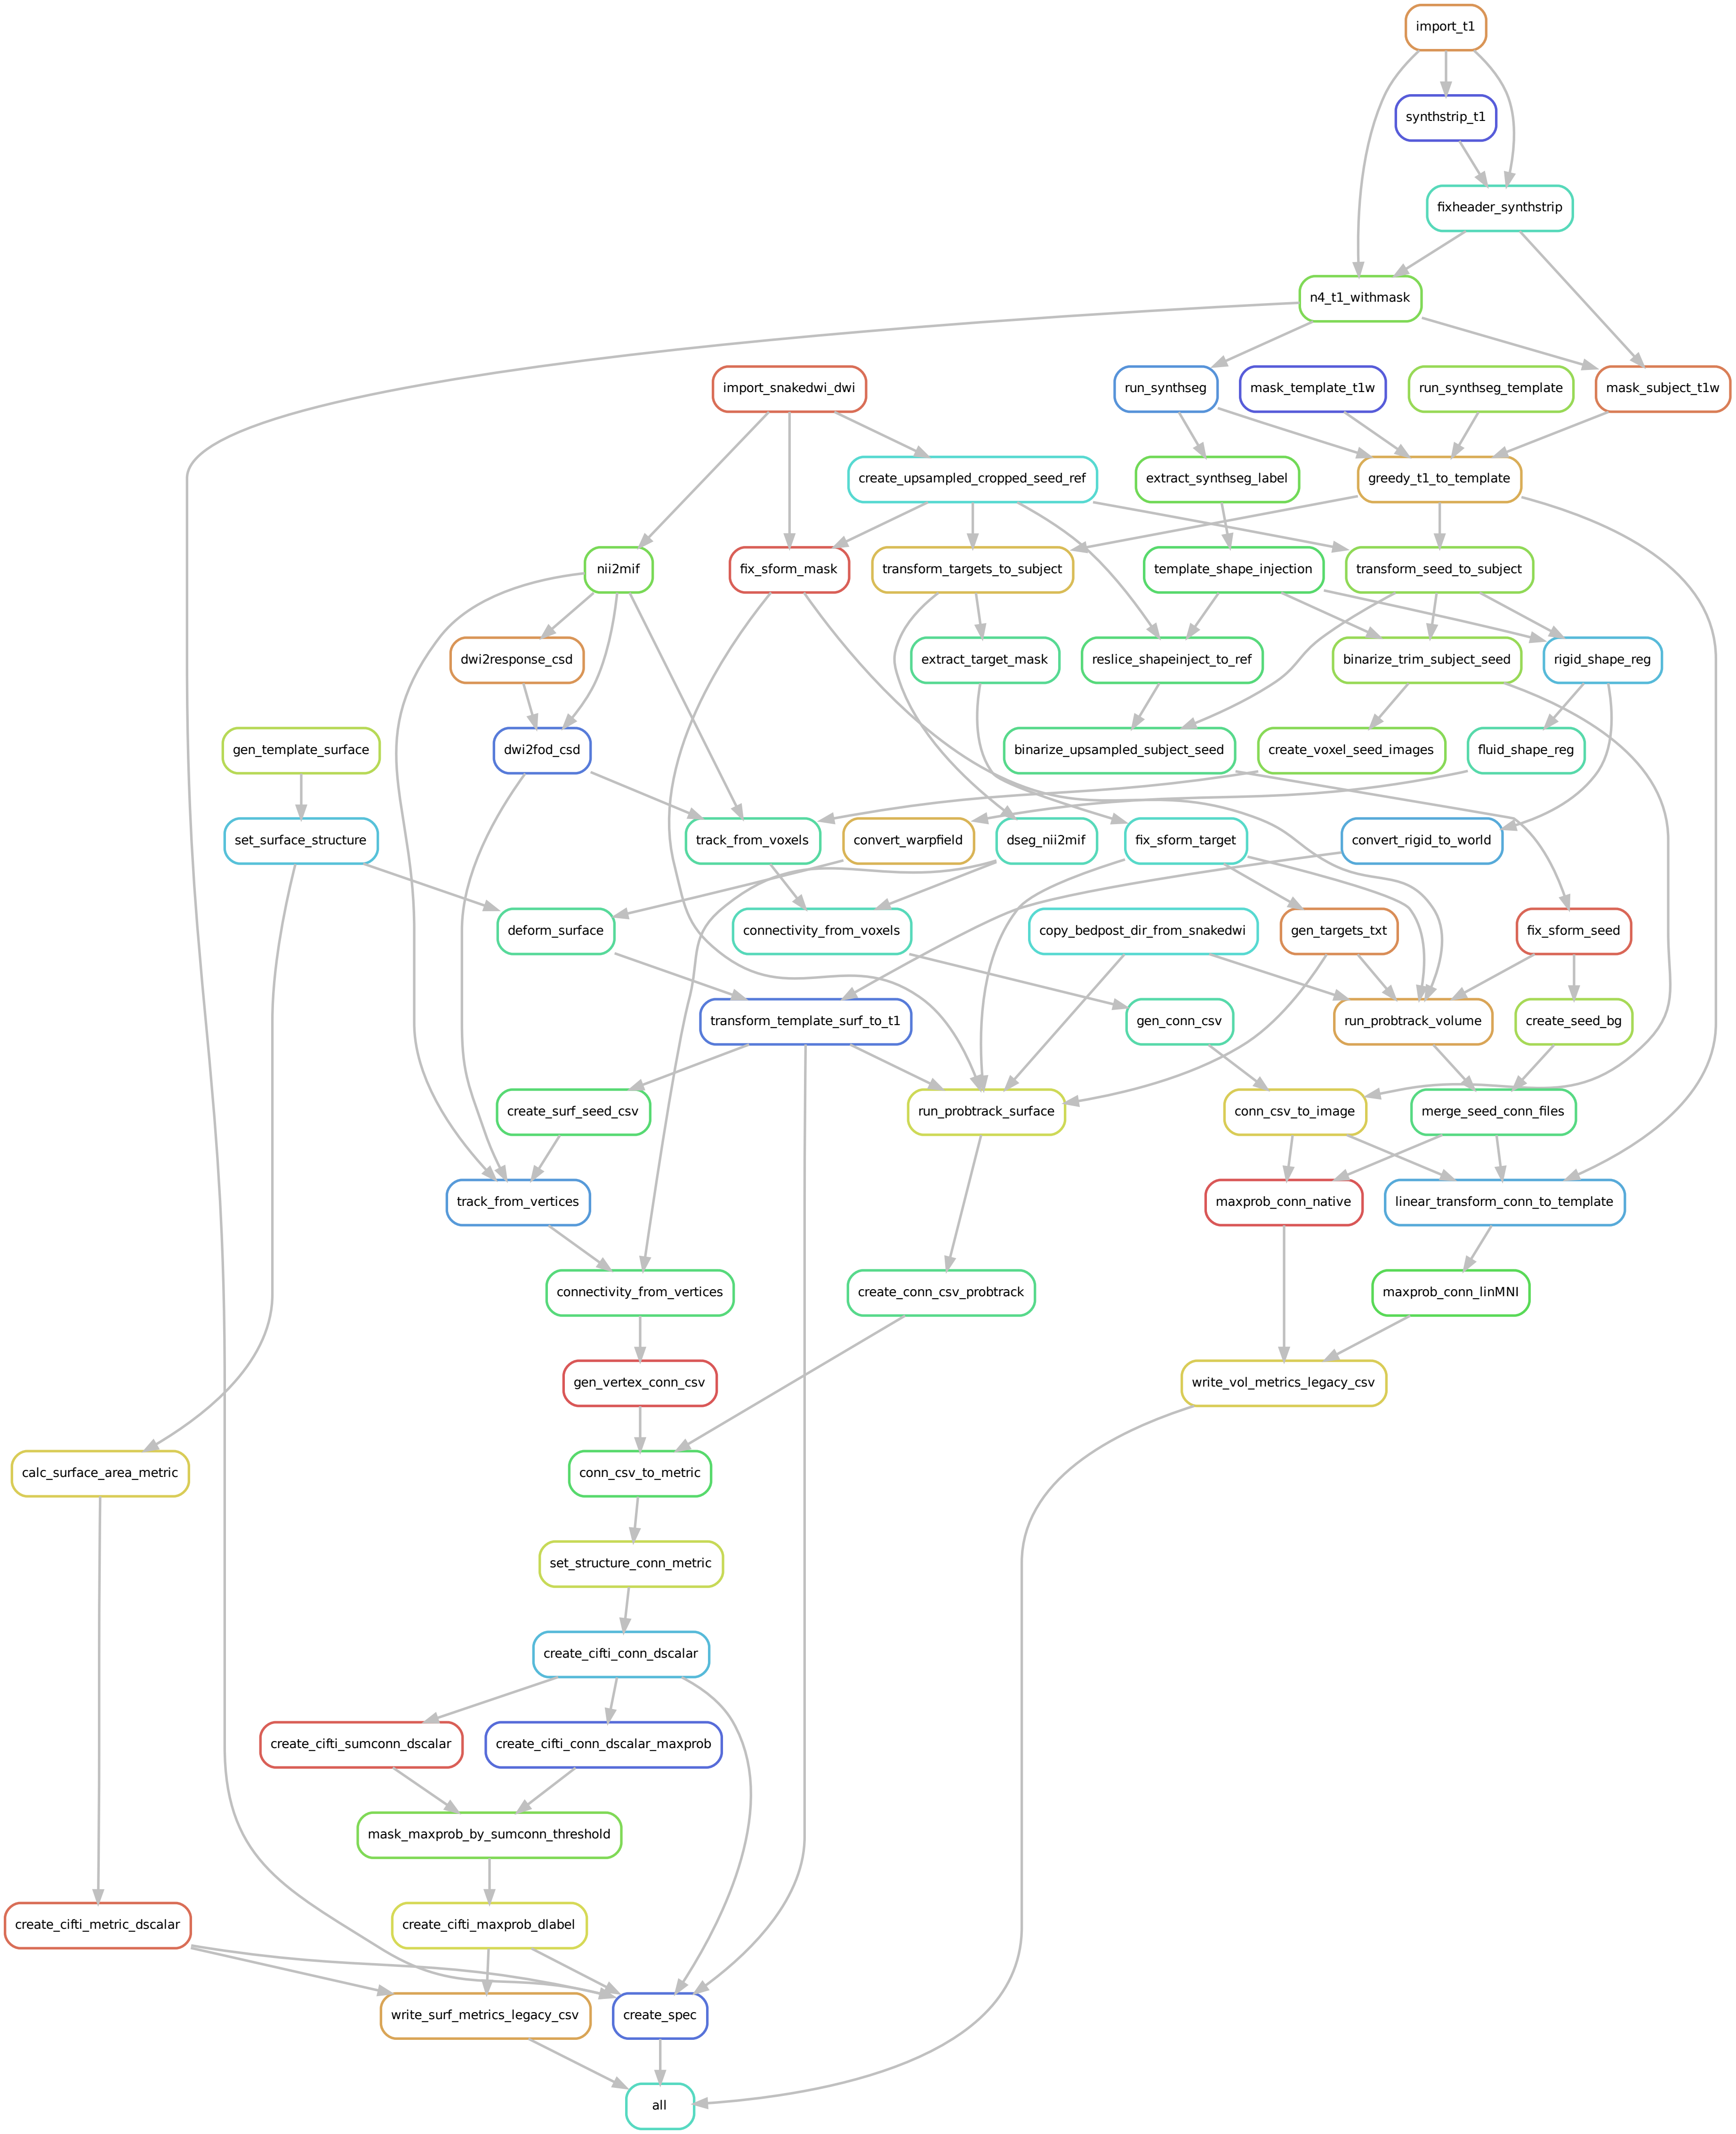 import_t1
synthstrip_t1
fixheader_synthstrip
n4_t1_withmask
import_snakedwi_dwi
run_synthseg
mask_template_t1w
run_synthseg_template
mask_subject_t1w
create_upsampled_cropped_seed_ref
extract_synthseg_label
greedy_t1_to_template
nii2mif
fix_sform_mask
transform_targets_to_subject
template_shape_injection
transform_seed_to_subject
dwi2response_csd
extract_target_mask
reslice_shapeinject_to_ref
binarize_trim_subject_seed
rigid_shape_reg
gen_template_surface
dwi2fod_csd
binarize_upsampled_subject_seed
create_voxel_seed_images
fluid_shape_reg
set_surface_structure
track_from_voxels
convert_warpfield
dseg_nii2mif
fix_sform_target
convert_rigid_to_world
deform_surface
connectivity_from_voxels
copy_bedpost_dir_from_snakedwi
gen_targets_txt
fix_sform_seed
transform_template_surf_to_t1
gen_conn_csv
run_probtrack_volume
create_seed_bg
create_surf_seed_csv
run_probtrack_surface
conn_csv_to_image
merge_seed_conn_files
track_from_vertices
maxprob_conn_native
linear_transform_conn_to_template
connectivity_from_vertices
create_conn_csv_probtrack
maxprob_conn_linMNI
gen_vertex_conn_csv
write_vol_metrics_legacy_csv
calc_surface_area_metric
conn_csv_to_metric
set_structure_conn_metric
create_cifti_conn_dscalar
create_cifti_sumconn_dscalar
create_cifti_conn_dscalar_maxprob
mask_maxprob_by_sumconn_threshold
create_cifti_metric_dscalar
create_cifti_maxprob_dlabel
write_surf_metrics_legacy_csv
create_spec
all